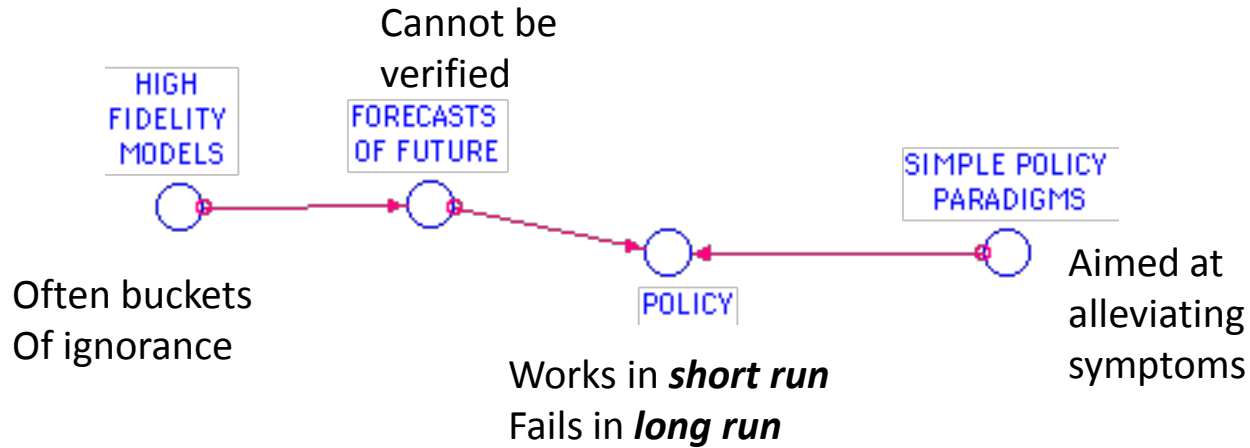 Cannot be
verified
HIGH
FIDELITY
MODELS
FORECASTS
OF FUTURE
SIMPLE POLICY
PARADIGMS
Often buckets
Of ignorance
POLICY
Aimed at
alleviating
symptoms
Works in short run
Fails in long run